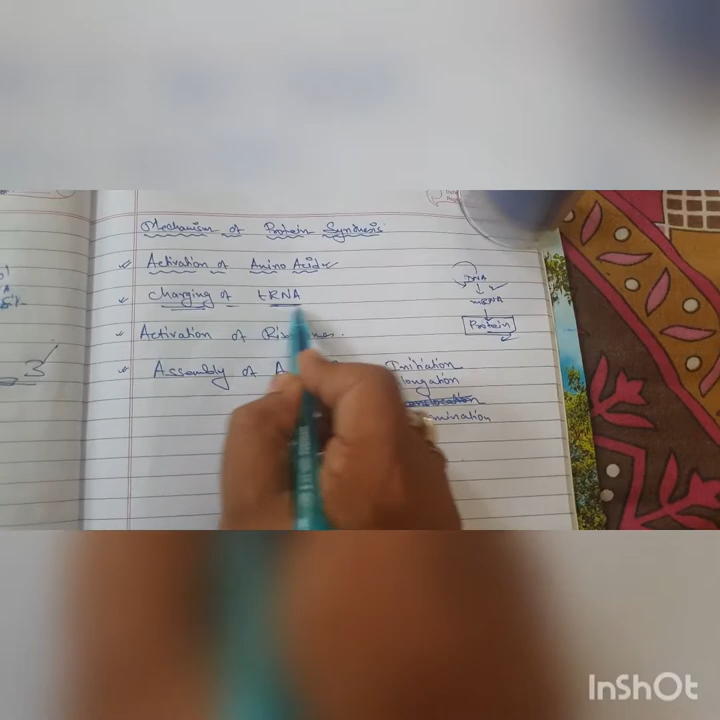 Mechanism of Protein Synthesis
Activation of Amino Acids
Charging of tRNA
Activation of
Assembly of
Initiation
DNA
mRNA
Protein
3
InShOt